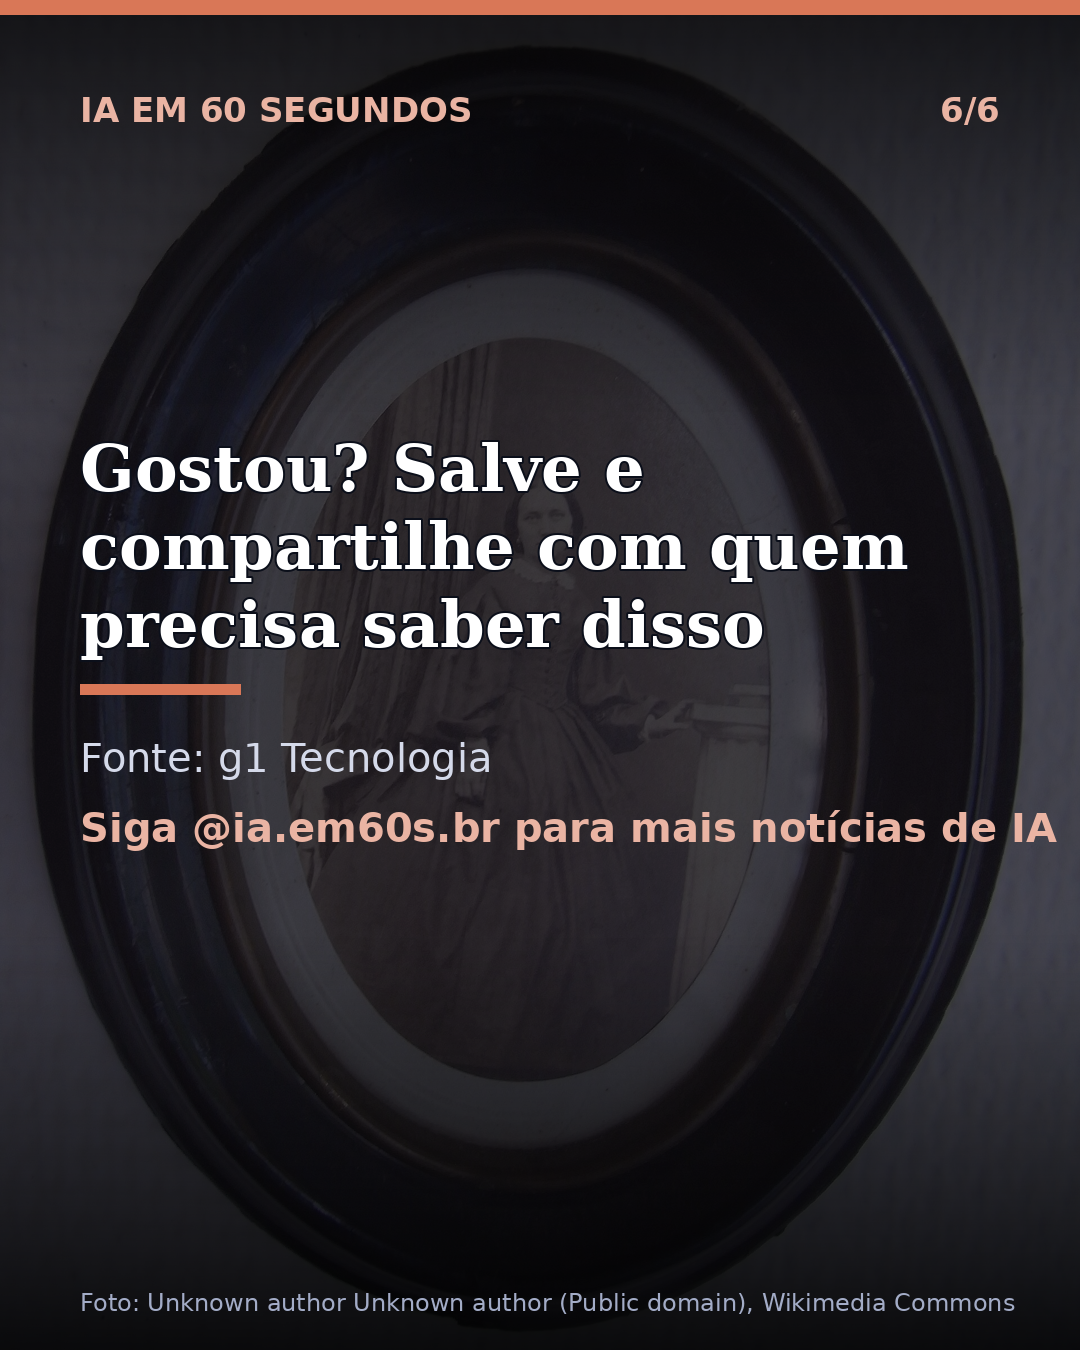 IA EM 60 SEGUNDOS
6/6
Gostou? Salve e
compartilhe com quem
precisa saber disso
Fonte: g1 Tecnologia
Siga @ia.em60s.br para mais notícias de IA
Foto: Unknown author Unknown author (Public domain), Wikimedia Commons